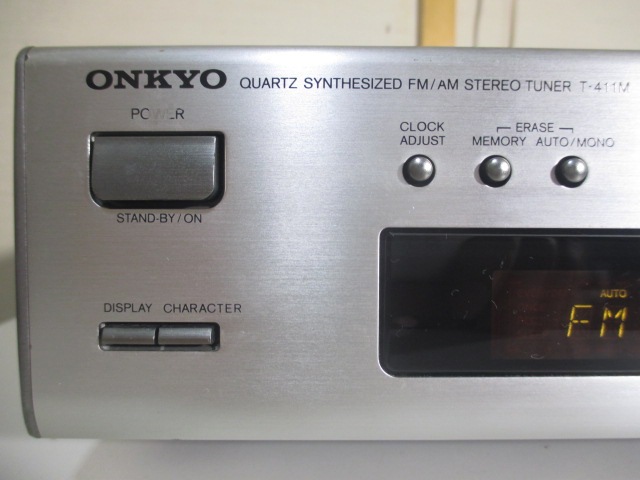 ONKYO QUARTZ SYNTHESIZED FM/AM STEREO TUNER T-411M
POWER
STAND-BY/ON
CLOCK
ADJUST
ERASE
MEMORY AUTO/MONO
DISPLAY CHARACTER
AUTO
FM